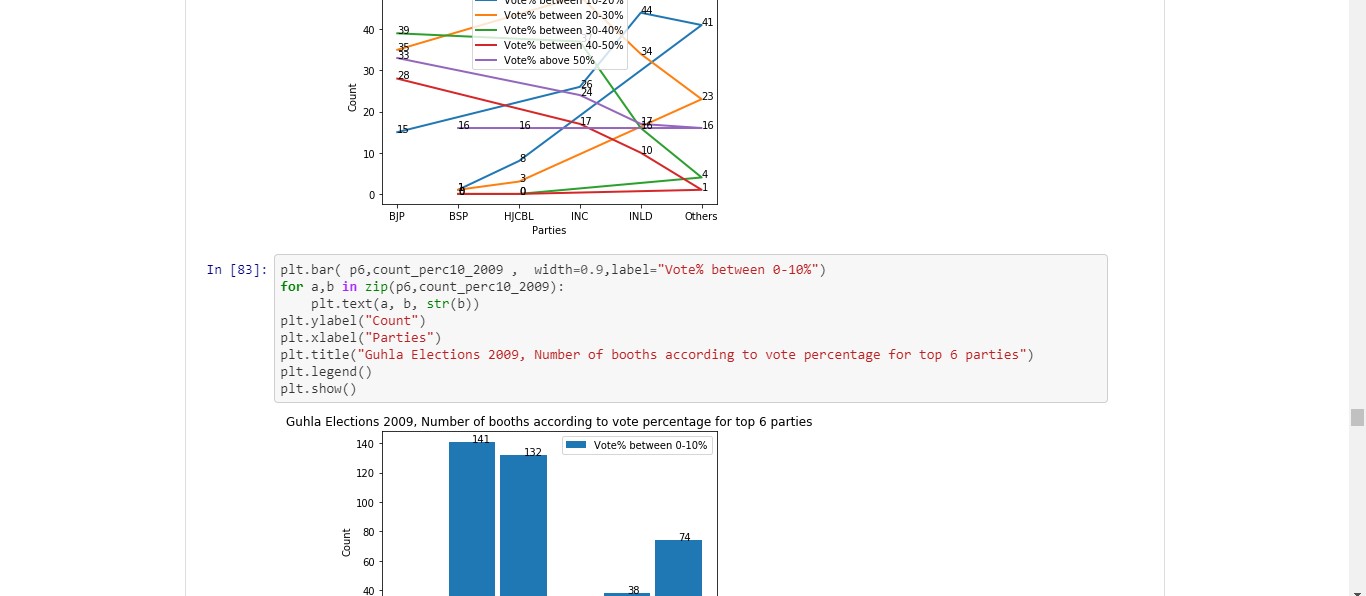 Vote% between 10-20%
Vote% between 20-30%
Vote% between 30-40%
Vote% between 40-50%
Vote% above 50%
40
30
20
10
0
Count
39
35
33
28
15
16
1
0
16
8
3
0
26
24
17
44
34
17
16
10
41
23
16
4
1
BJP BSP HJCBL INC INLD Others
Parties
In [83]: plt.bar( p6,count_perc10_2009 , width=0.9,label="Vote% between 0-10%")
for a,b in zip(p6,count_perc10_2009):
plt.text(a, b, str(b))
plt.ylabel("Count")
plt.xlabel("Parties")
plt.title("Guhla Elections 2009, Number of booths according to vote percentage for top 6 parties")
plt.legend()
plt.show()
Guhla Elections 2009, Number of booths according to vote percentage for top 6 parties
Vote% between 0-10%
140
120
100
80
60
40
Count
141
132
38
74